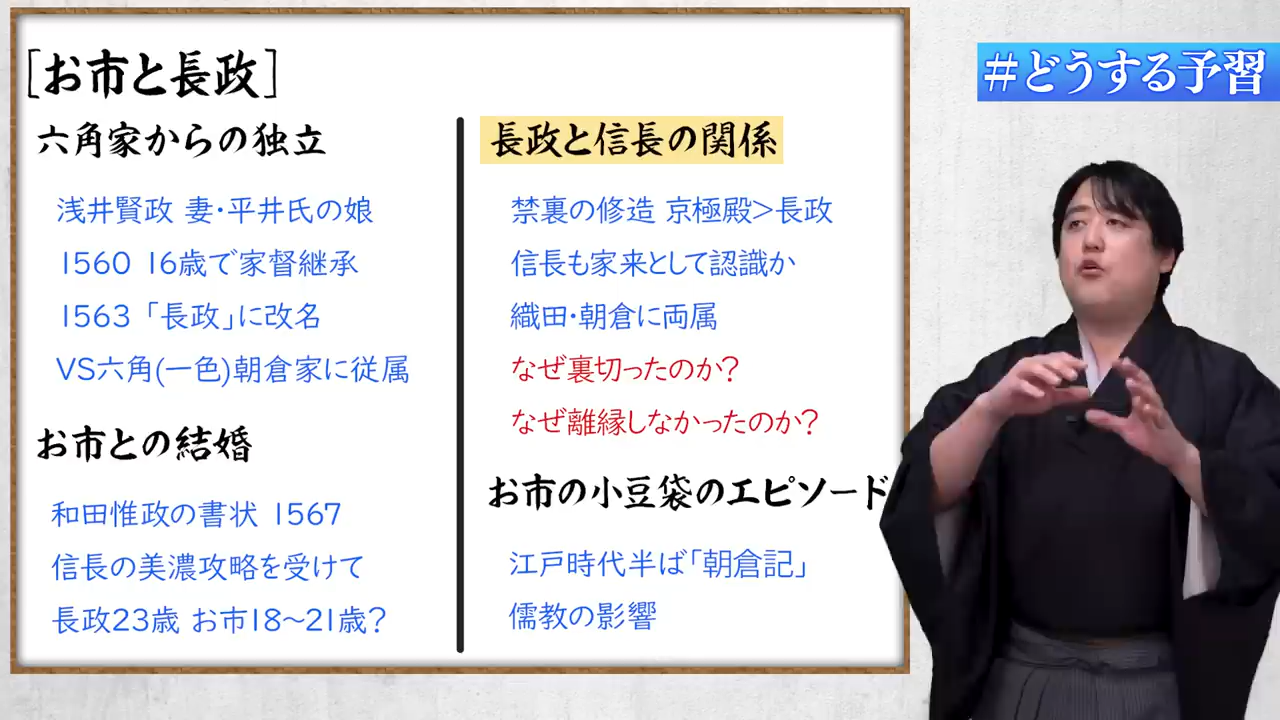 [お市と長政]
六角家からの独立
浅井賢政 妻・平井氏の娘
1560 16歳で家督継承
1563 「長政」に改名
VS六角(一色)朝倉家に従属
お市との結婚
和田惟政の書状 1567
信長の美濃攻略を受けて
長政23歳 お市18~21歳?
長政と信長の関係
禁裏の修造 京極殿>長政
信長も家来として認識か
織田・朝倉に両属
なぜ裏切ったのか?
なぜ離縁しなかったのか?
お市の小豆袋のエピソード
江戸時代半ば「朝倉記」
儒教の影響
#どうする予習